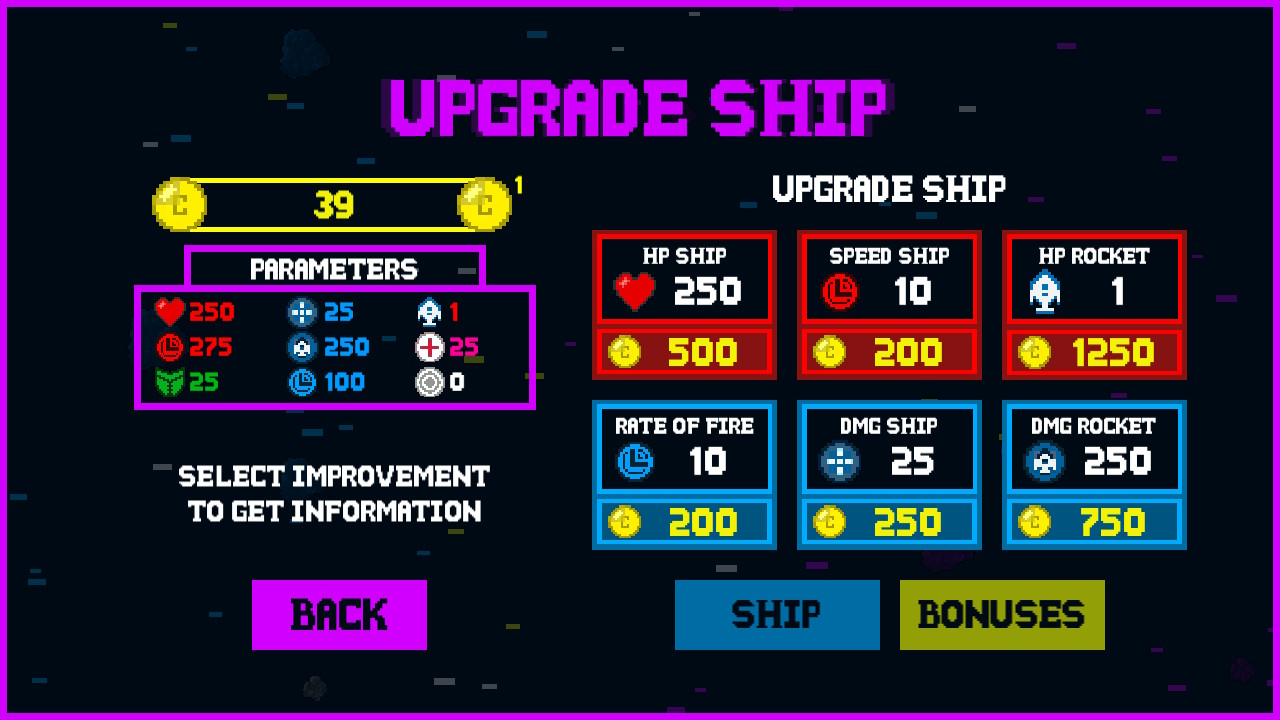 UPGRADE SHIP
39
1
PARAMETERS
250 25 1
275 250 25
25 100 0
SELECT IMPROVEMENT
TO GET INFORMATION
UPGRADE SHIP
HP SHIP
250
500
SPEED SHIP
10
200
HP ROCKET
1
1250
RATE OF FIRE
10
200
DMG SHIP
25
250
DMG ROCKET
250
750
BACK
SHIP
BONUSES